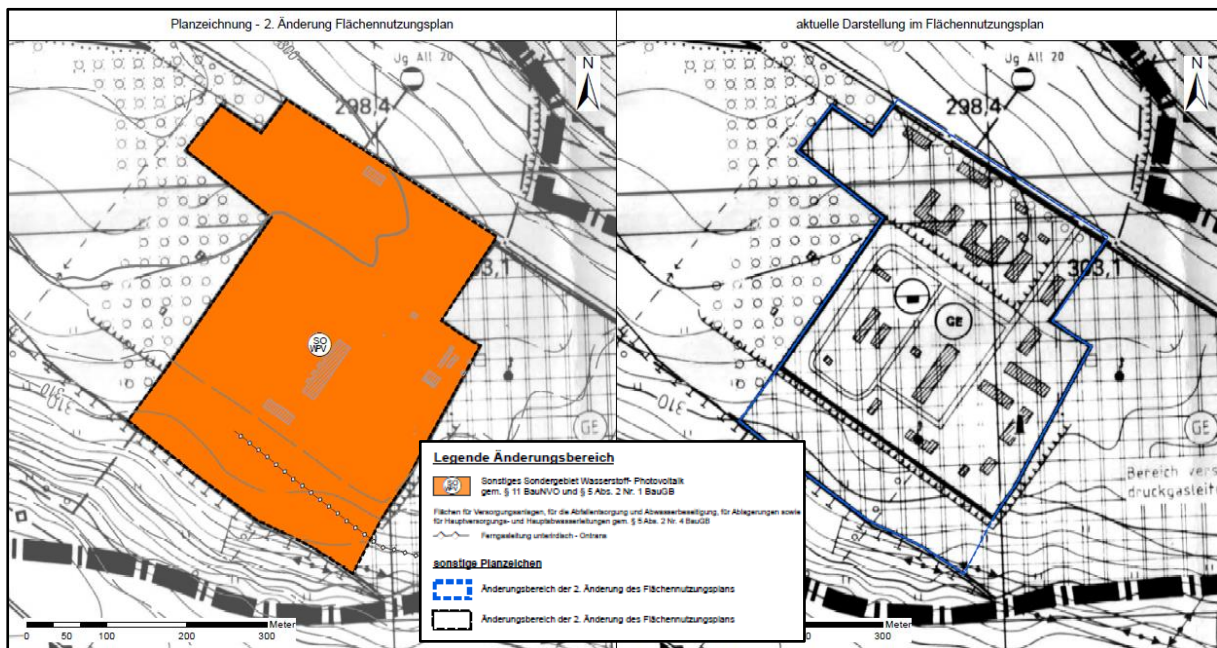 Planzeichnung - 2. Änderung Flächennutzungsplan
Jg All 20
N
298,4
303,1
SO
WPV
310
GE
Meter
0 50 100 200 300
aktuelle Darstellung im Flächennutzungsplan
Jg All 20
N
298,4
303,1
GE
310
GE
Bereich vers
druckgasleitu
Meter
300
Legende Änderungsbereich
SO
WPV
Sonstiges Sondergebiet Wasserstoff- Photovoltaik
gem. § 11 BauNVO und § 5 Abs. 2 Nr. 1 BauGB
Flächen für Versorgungsanlagen, für die Abfallentsorgung und Abwasserbeseitigung, für Ablagerungen sowie
für Hauptversorgungs- und Hauptabwasserleitungen gem. § 5 Abs. 2 Nr. 4 BauGB
Ferngasleitung unterirdisch - Ontras
sonstige Planzeichen
Änderungsbereich der 2. Änderung des Flächennutzungsplans
Änderungsbereich der 2. Änderung des Flächennutzungsplans